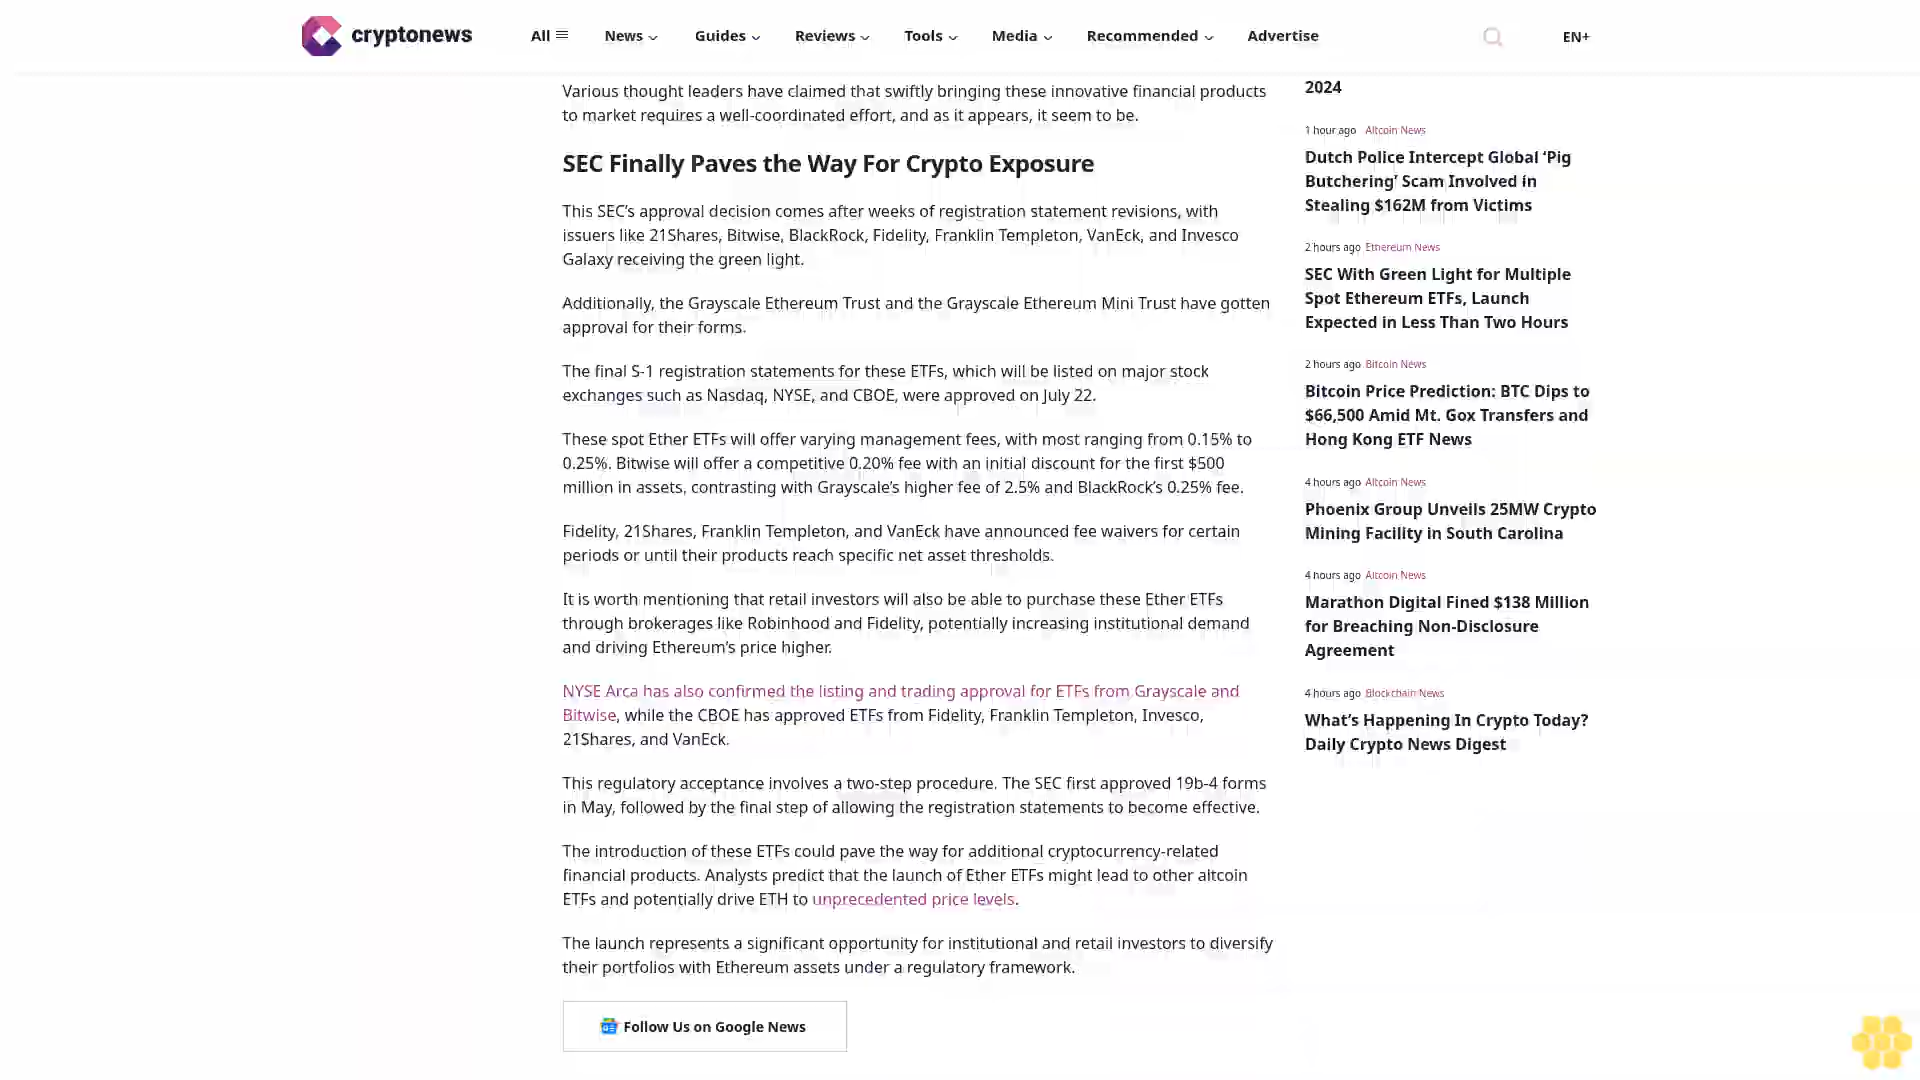 cryptonews
All
News
Guides
Reviews
Tools
Media
Recommended
Advertise
EN+
Various thought leaders have claimed that swiftly bringing these innovative financial products
to market requires a well-coordinated effort, and as it appears, it seem to be.
SEC Finally Paves the Way For Crypto Exposure
This SEC’s approval decision comes after weeks of registration statement revisions, with
issuers like 21Shares, Bitwise, BlackRock, Fidelity, Franklin Templeton, VanEck, and Invesco
Galaxy receiving the green light.
Additionally, the Grayscale Ethereum Trust and the Grayscale Ethereum Mini Trust have gotten
approval for their forms.
The final S-1 registration statements for these ETFs, which will be listed on major stock
exchanges such as Nasdaq, NYSE, and CBOE, were approved on July 22.
These spot Ether ETFs will offer varying management fees, with most ranging from 0.15% to
0.25%. Bitwise will offer a competitive 0.20% fee with an initial discount for the first $500
million in assets, contrasting with Grayscale’s higher fee of 2.5% and BlackRock’s 0.25% fee.
Fidelity, 21Shares, Franklin Templeton, and VanEck have announced fee waivers for certain
periods or until their products reach specific net asset thresholds.
It is worth mentioning that retail investors will also be able to purchase these Ether ETFs
through brokerages like Robinhood and Fidelity, potentially increasing institutional demand
and driving Ethereum’s price higher.
NYSE Arca has also confirmed the listing and trading approval for ETFs from Grayscale and
Bitwise, while the CBOE has approved ETFs from Fidelity, Franklin Templeton, Invesco,
21Shares, and VanEck.
This regulatory acceptance involves a two-step procedure. The SEC first approved 19b-4 forms
in May, followed by the final step of allowing the registration statements to become effective.
The introduction of these ETFs could pave the way for additional cryptocurrency-related
financial products. Analysts predict that the launch of Ether ETFs might lead to other altcoin
ETFs and potentially drive ETH to unprecedented price levels.
The launch represents a significant opportunity for institutional and retail investors to diversify
their portfolios with Ethereum assets under a regulatory framework.
Follow Us on Google News
2024
1 hour ago Altcoin News
Dutch Police Intercept Global ‘Pig
Butchering’ Scam Involved in
Stealing $162M from Victims
2 hours ago Ethereum News
SEC With Green Light for Multiple
Spot Ethereum ETFs, Launch
Expected in Less Than Two Hours
2 hours ago Bitcoin News
Bitcoin Price Prediction: BTC Dips to
$66,500 Amid Mt. Gox Transfers and
Hong Kong ETF News
4 hours ago Altcoin News
Phoenix Group Unveils 25MW Crypto
Mining Facility in South Carolina
4 hours ago Altcoin News
Marathon Digital Fined $138 Million
for Breaching Non-Disclosure
Agreement
4 hours ago Blockchain News
What’s Happening In Crypto Today?
Daily Crypto News Digest